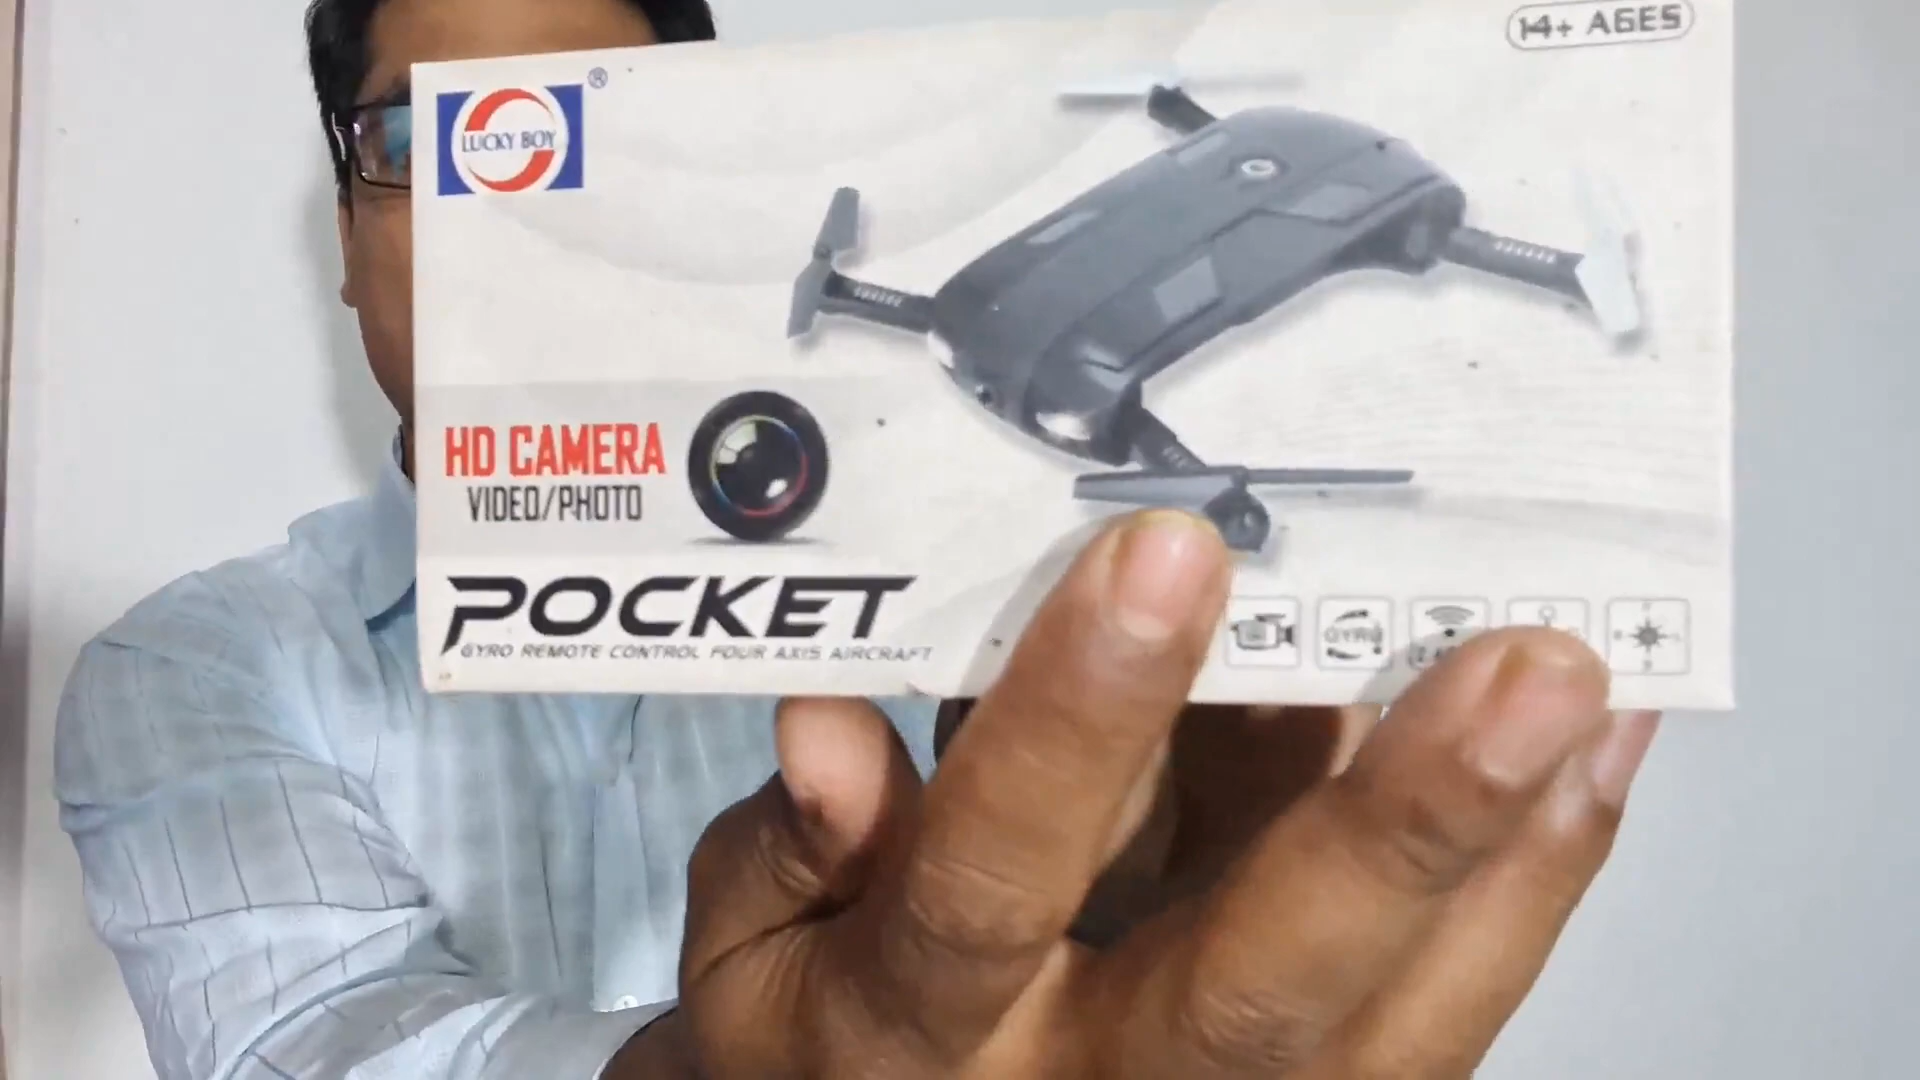 14+ AGES
LUCKY BOY
®
HD CAMERA
VIDEO/PHOTO
POCKET
GYRO REMOTE CONTROL FOUR AXIS AIRCRAFT
GYRO